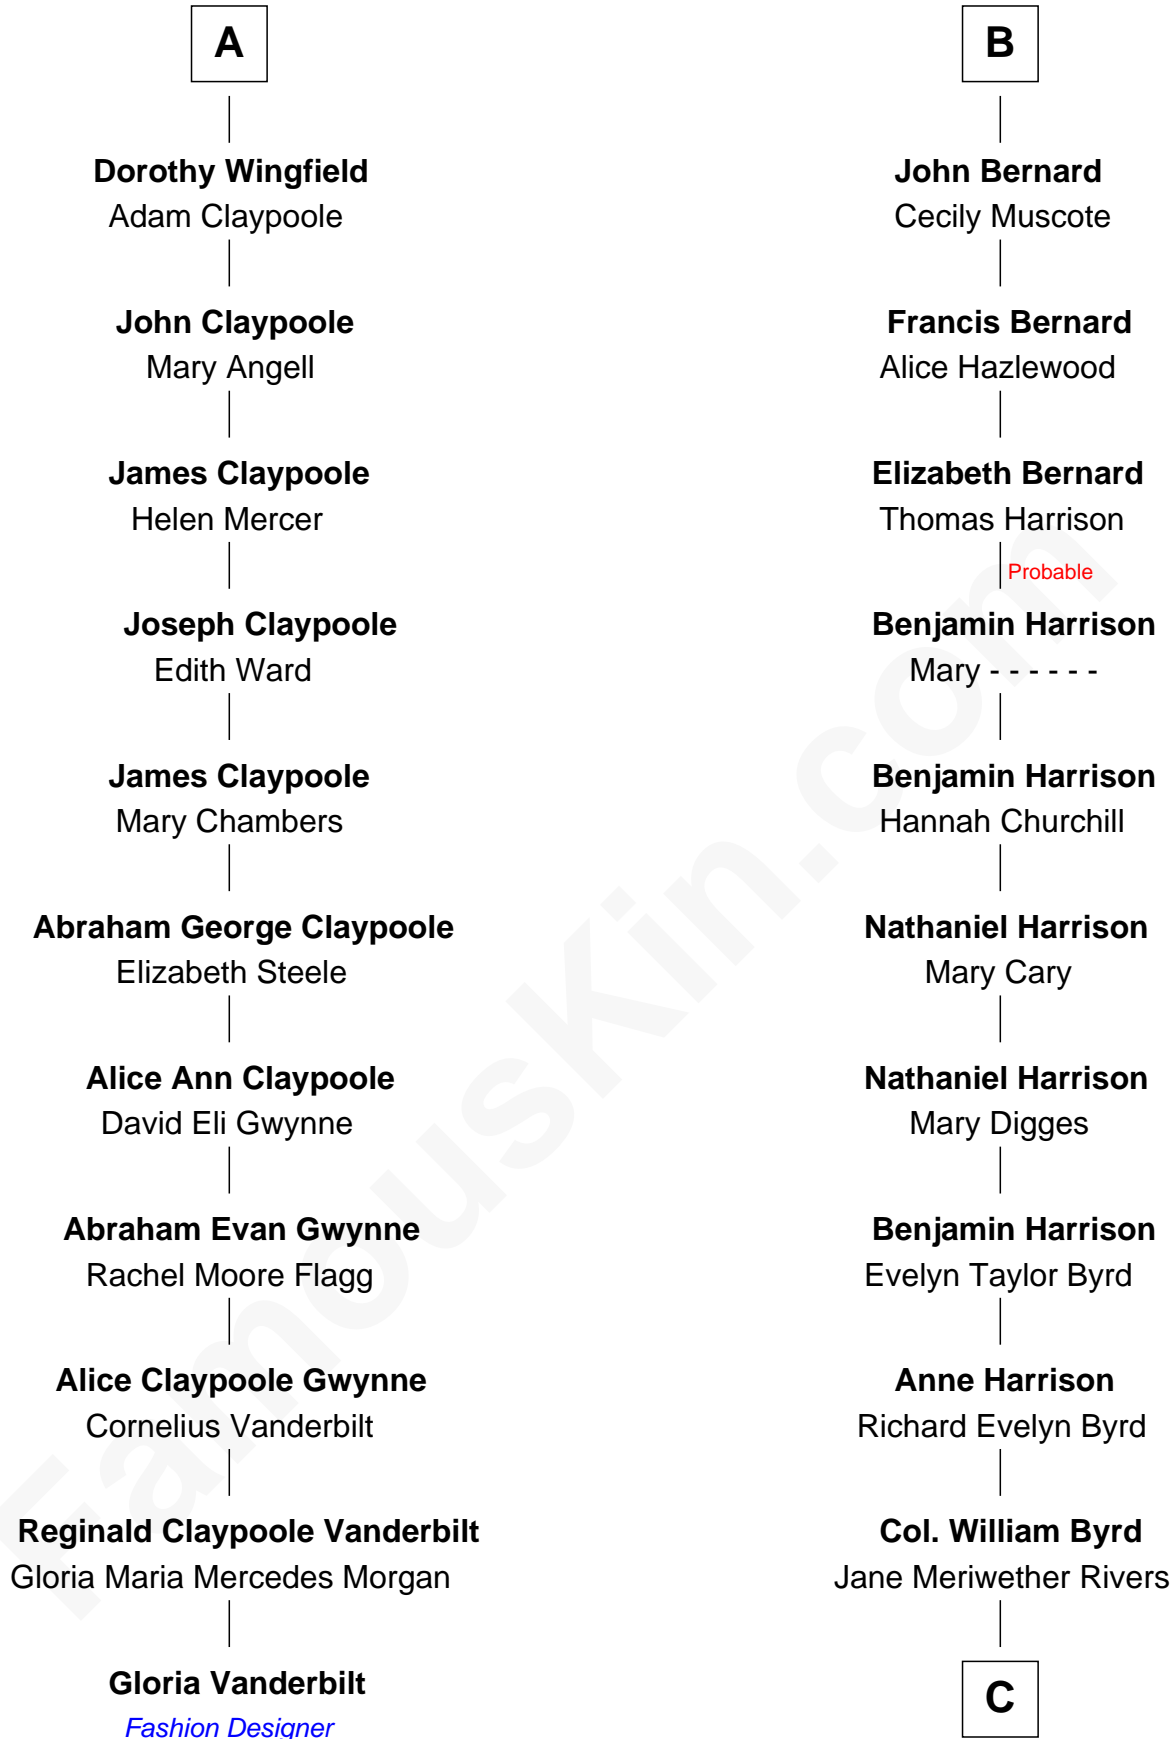 A
Dorothy Wingfield
Adam Claypoole
John Claypoole
Mary Angell
James Claypoole
Helen Mercer
Joseph Claypoole
Edith Ward
James Claypoole
Mary Chambers
Abraham George Claypoole
Elizabeth Steele
Alice Ann Claypoole
David Eli Gwynne
Abraham Evan Gwynne
Rachel Moore Flagg
Alice Claypoole Gwynne
Cornelius Vanderbilt
Reginald Claypoole Vanderbilt
Gloria Maria Mercedes Morgan
Gloria Vanderbilt
Fashion Designer
B
John Bernard
Cecily Muscote
Francis Bernard
Alice Hazlewood
Elizabeth Bernard
Thomas Harrison
Probable
Benjamin Harrison
Mary - - - - - -
Benjamin Harrison
Hannah Churchill
Nathaniel Harrison
Mary Cary
Nathaniel Harrison
Mary Digges
Benjamin Harrison
Evelyn Taylor Byrd
Anne Harrison
Richard Evelyn Byrd
Col. William Byrd
Jane Meriwether Rivers
C
FamousKin.com